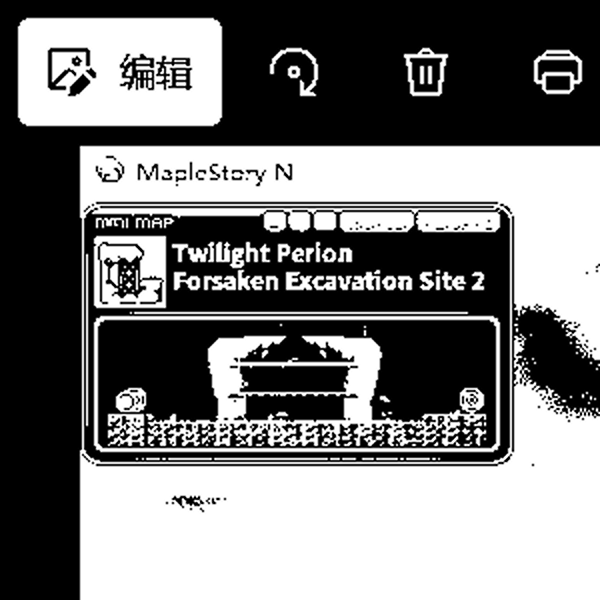 编辑
MapleStory N
MINI MAP
Twilight Perion
Forsaken Excavation Site 2